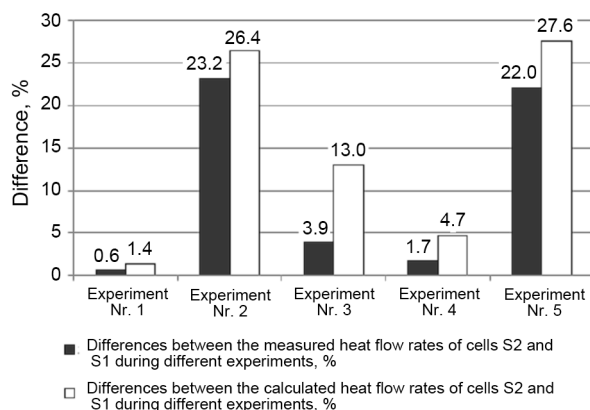 Difference, %
30
25
20
15
10
5
0
0.6
1.4
23.2
26.4
3.9
13.0
1.7
4.7
22.0
27.6
Experiment
Nr. 1
Experiment
Nr. 2
Experiment
Nr. 3
Experiment
Nr. 4
Experiment
Nr. 5
Differences between the measured heat flow rates of cells S2 and
S1 during different experiments, %
Differences between the calculated heat flow rates of cells S2 and
S1 during different experiments, %